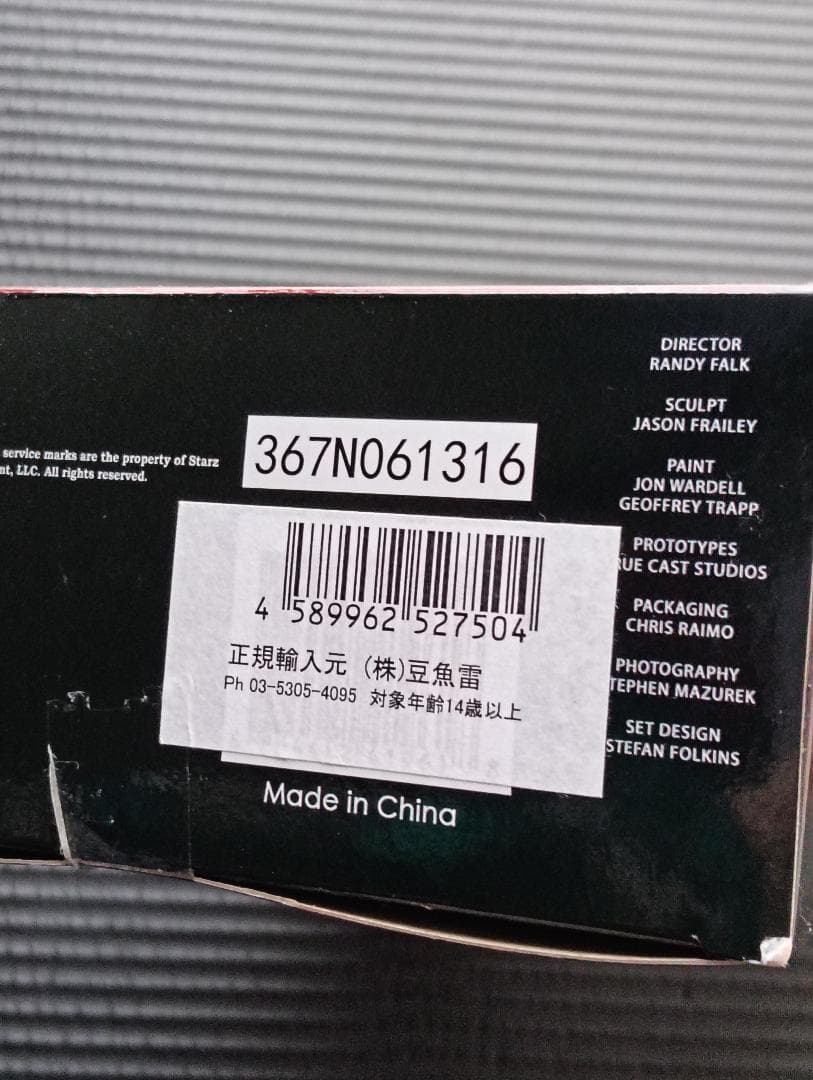 service marks are the property of Starz
LLC. All rights reserved.
367N061316
4 589962 527504
正規輸入元 (株)豆魚雷
Ph 03-5305-4095 対象年齢14歳以上
Made in China
DIRECTOR
RANDY FALK
SCULPT
JASON FRAILEY
PAINT
JON WARDELL
GEOFFREY TRAPP
PROTOTYPES
RUE CAST STUDIOS
PACKAGING
CHRIS RAIMO
PHOTOGRAPHY
TEPHEN MAZUREK
SET DESIGN
STEFAN FOLKINS